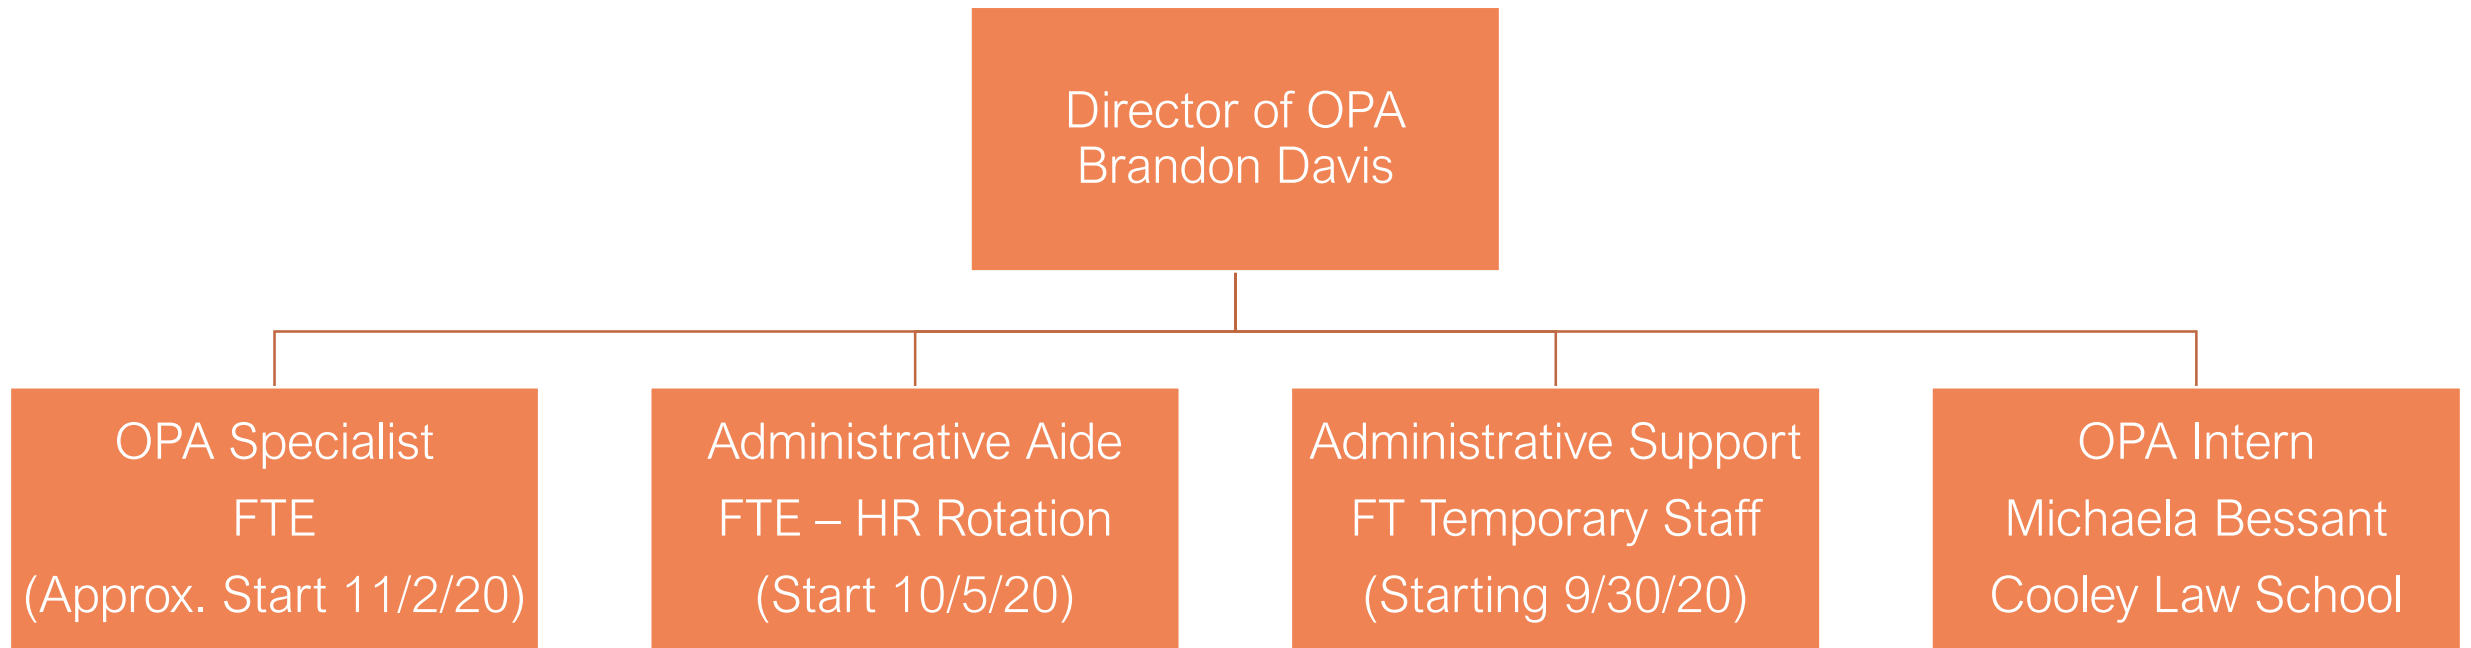 Director of OPA
Brandon Davis
OPA Specialist
FTE
(Approx. Start 11/2/20)
Administrative Aide
FTE – HR Rotation
(Start 10/5/20)
Administrative Support
FT Temporary Staff
(Starting 9/30/20)
OPA Intern
Michaela Bessant
Cooley Law School